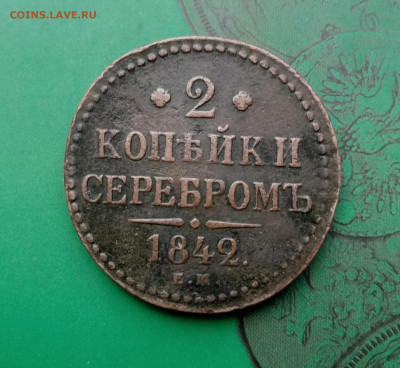 COINS.LAVE.RU
2
КОПѢЙКИ
СЕРЕБРОМЪ
1842.
Е.М.